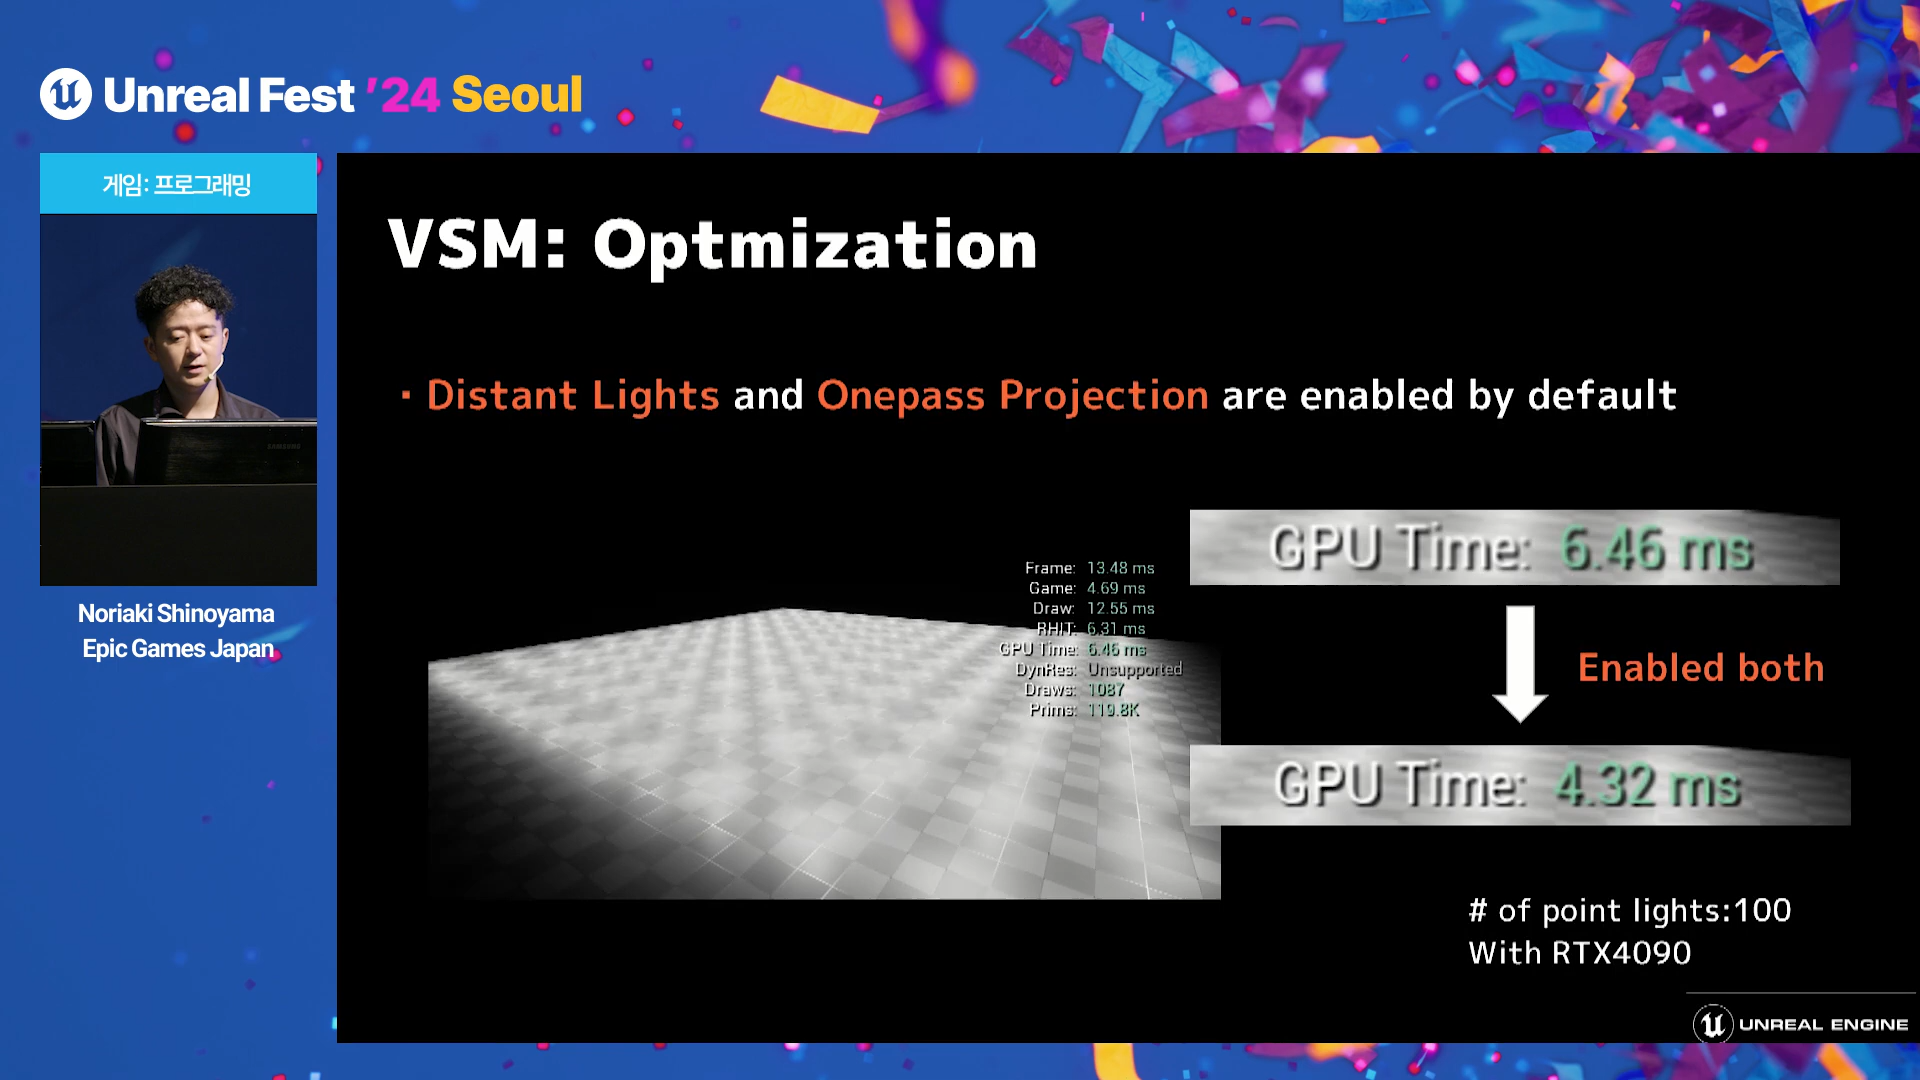 Unreal Fest '24 Seoul
게임: 프로그래밍
SAMSUNG
Noriaki Shinoyama
Epic Games Japan
VSM: Optmization
· Distant Lights and Onepass Projection are enabled by default
Frame: 13.48 ms
Game: 4.69 ms
Draw: 12.55 ms
RHIT: 6.31 ms
GPU Time: 6.46 ms
DynRes: Unsupported
Draws: 1087
Prims: 119.8K
GPU Time: 6.46 ms
Enabled both
GPU Time: 4.32 ms
# of point lights:100
With RTX4090
UNREAL ENGINE